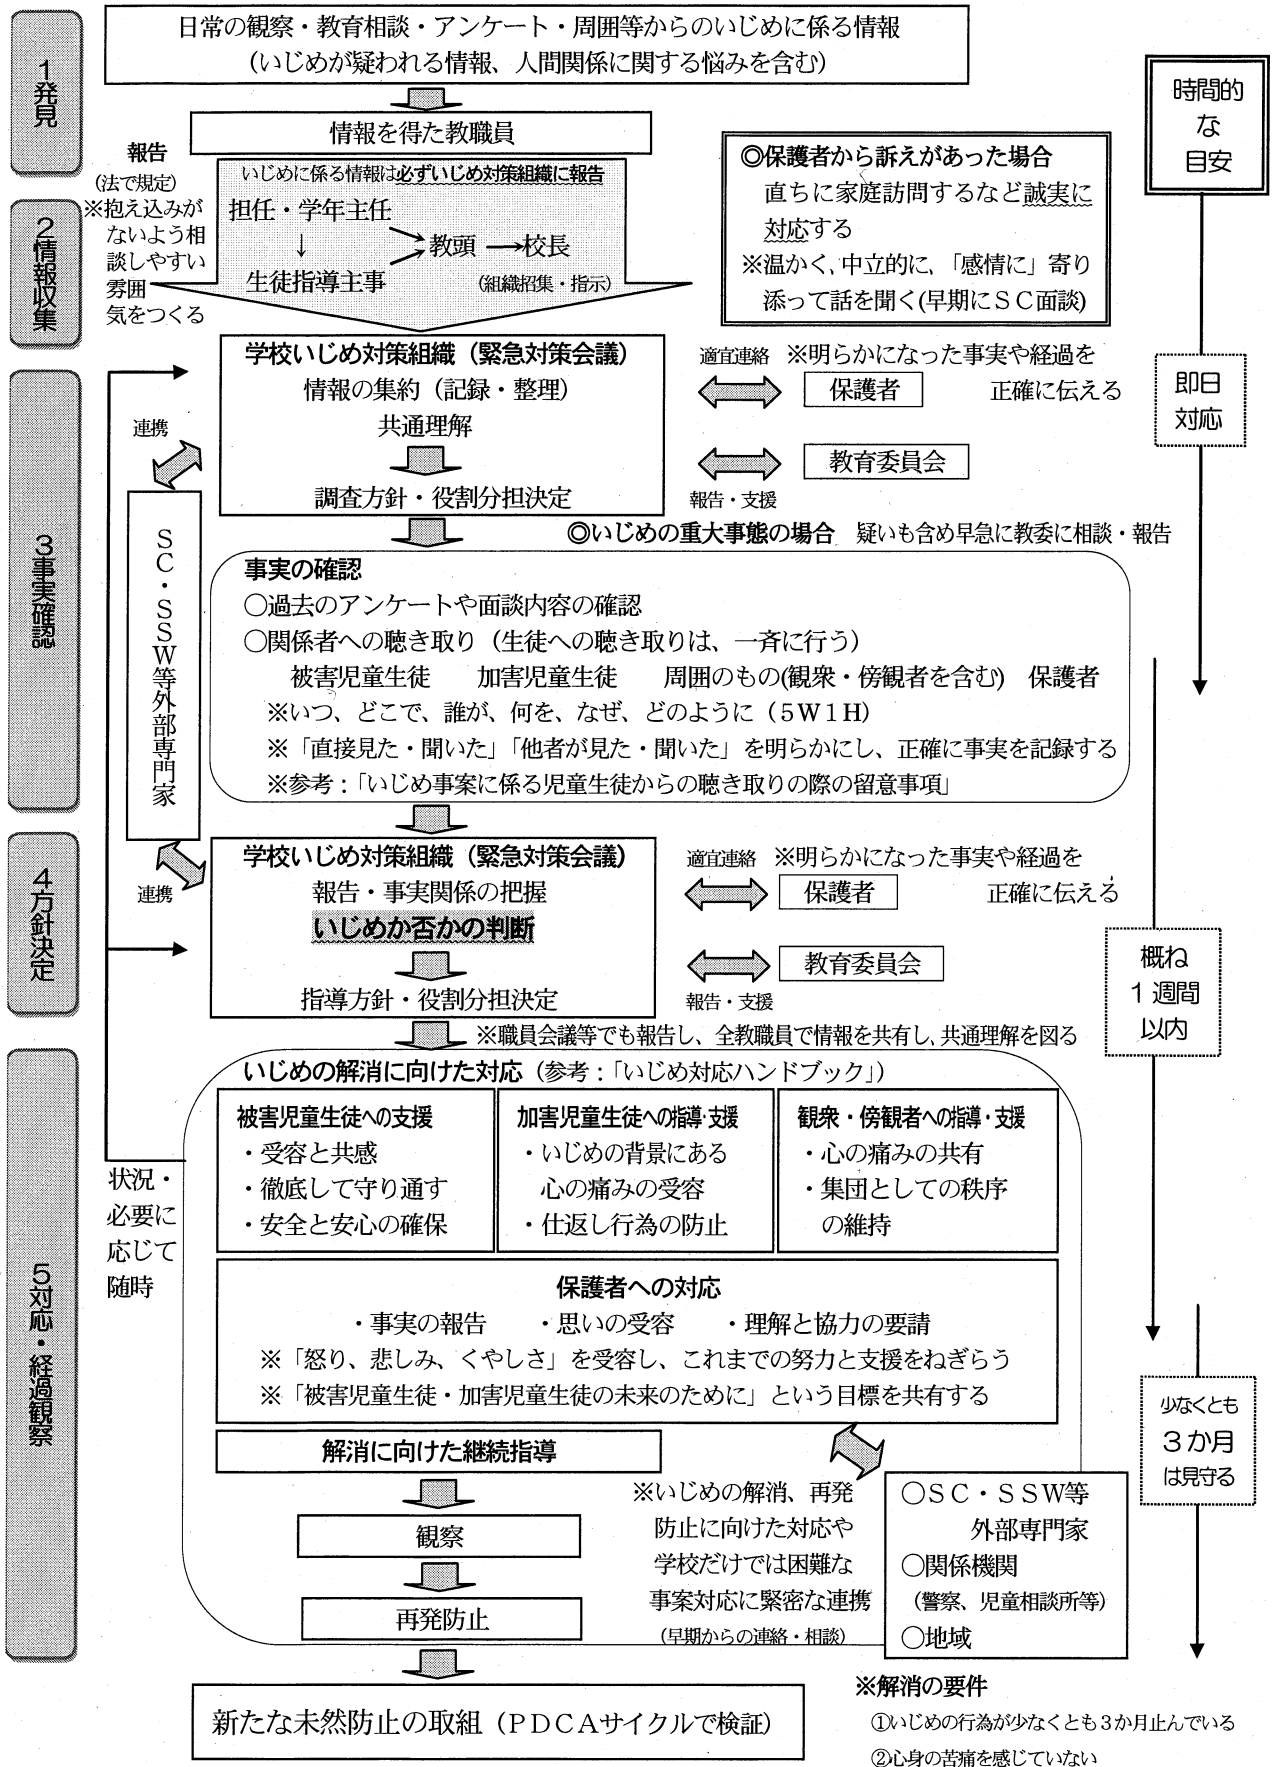 日常の観察・教育相談・アンケート・周囲等からのいじめに係る情報
(いじめが疑われる情報、人間関係に関する悩みを含む)
1発見
時間的
な
目安
情報を得た教職員
報告
(法で規定)
※抱え込みが
ないよう相
談しやすい
雰囲
気をつくる
いじめに係る情報は必ずいじめ対策組織に報告
担任・学年主任
↓
生徒指導主事
教頭
校長
(組織招集・指示)
◎保護者から訴えがあった場合
直ちに家庭訪問するなど誠実に
対応する
※温かく、中立的に、「感情に」寄り
添って話を聞く(早期にSC面談)
2情報収集
学校いじめ対策組織(緊急対策会議)
情報の集約(記録・整理)
共通理解
調査方針・役割分担決定
適宜連絡 ※明らかになった事実や経過を
保護者 正確に伝える
教育委員会
報告・支援
即日
対応
連携
3事実確認
SC・SSW等外部専門家
◎いじめの重大事態の場合 疑いも含め早急に教委に相談・報告
事実の確認
○過去のアンケートや面談内容の確認
○関係者への聴き取り(生徒への聴き取りは、一斉に行う)
被害児童生徒 加害児童生徒 周囲のもの(観衆・傍観者を含む) 保護者
※いつ、どこで、誰が、何を、なぜ、どのように(5W1H)
※「直接見た・聞いた」「他者が見た・聞いた」を明らかにし、正確に事実を記録する
※参考:「いじめ事案に係る児童生徒からの聴き取りの際の留意事項」
連携
4方針決定
学校いじめ対策組織(緊急対策会議)
報告・事実関係の把握
いじめか否かの判断
指導方針・役割分担決定
適宜連絡 ※明らかになった事実や経過を
保護者 正確に伝える
教育委員会
報告・支援
概ね
1週間
以内
※職員会議等でも報告し、全教職員で情報を共有し、共通理解を図る
5対応・経過観察
いじめの解消に向けた対応(参考:「いじめ対応ハンドブック」)
被害児童生徒への支援
・受容と共感
・徹底して守り通す
・安全と安心の確保
加害児童生徒への指導・支援
・いじめの背景にある
心の痛みの受容
・仕返し行為の防止
観衆・傍観者への指導・支援
・心の痛みの共有
・集団としての秩序
の維持
状況・
必要に
応じて
随時
保護者への対応
・事実の報告 ・思いの受容 ・理解と協力の要請
※「怒り、悲しみ、くやしさ」を受容し、これまでの努力と支援をねぎらう
※「被害児童生徒・加害児童生徒の未来のために」という目標を共有する
少なくとも
3か月
は見守る
解消に向けた継続指導
観察
再発防止
※いじめの解消、再発
防止に向けた対応や
学校だけでは困難な
事案対応に緊密な連携
(早期からの連絡・相談)
○SC・SSW等
外部専門家
○関係機関
(警察、児童相談所等)
○地域
新たな未然防止の取組(PDCAサイクルで検証)
※解消の要件
①いじめの行為が少なくとも3か月止んでいる
②心身の苦痛を感じていない